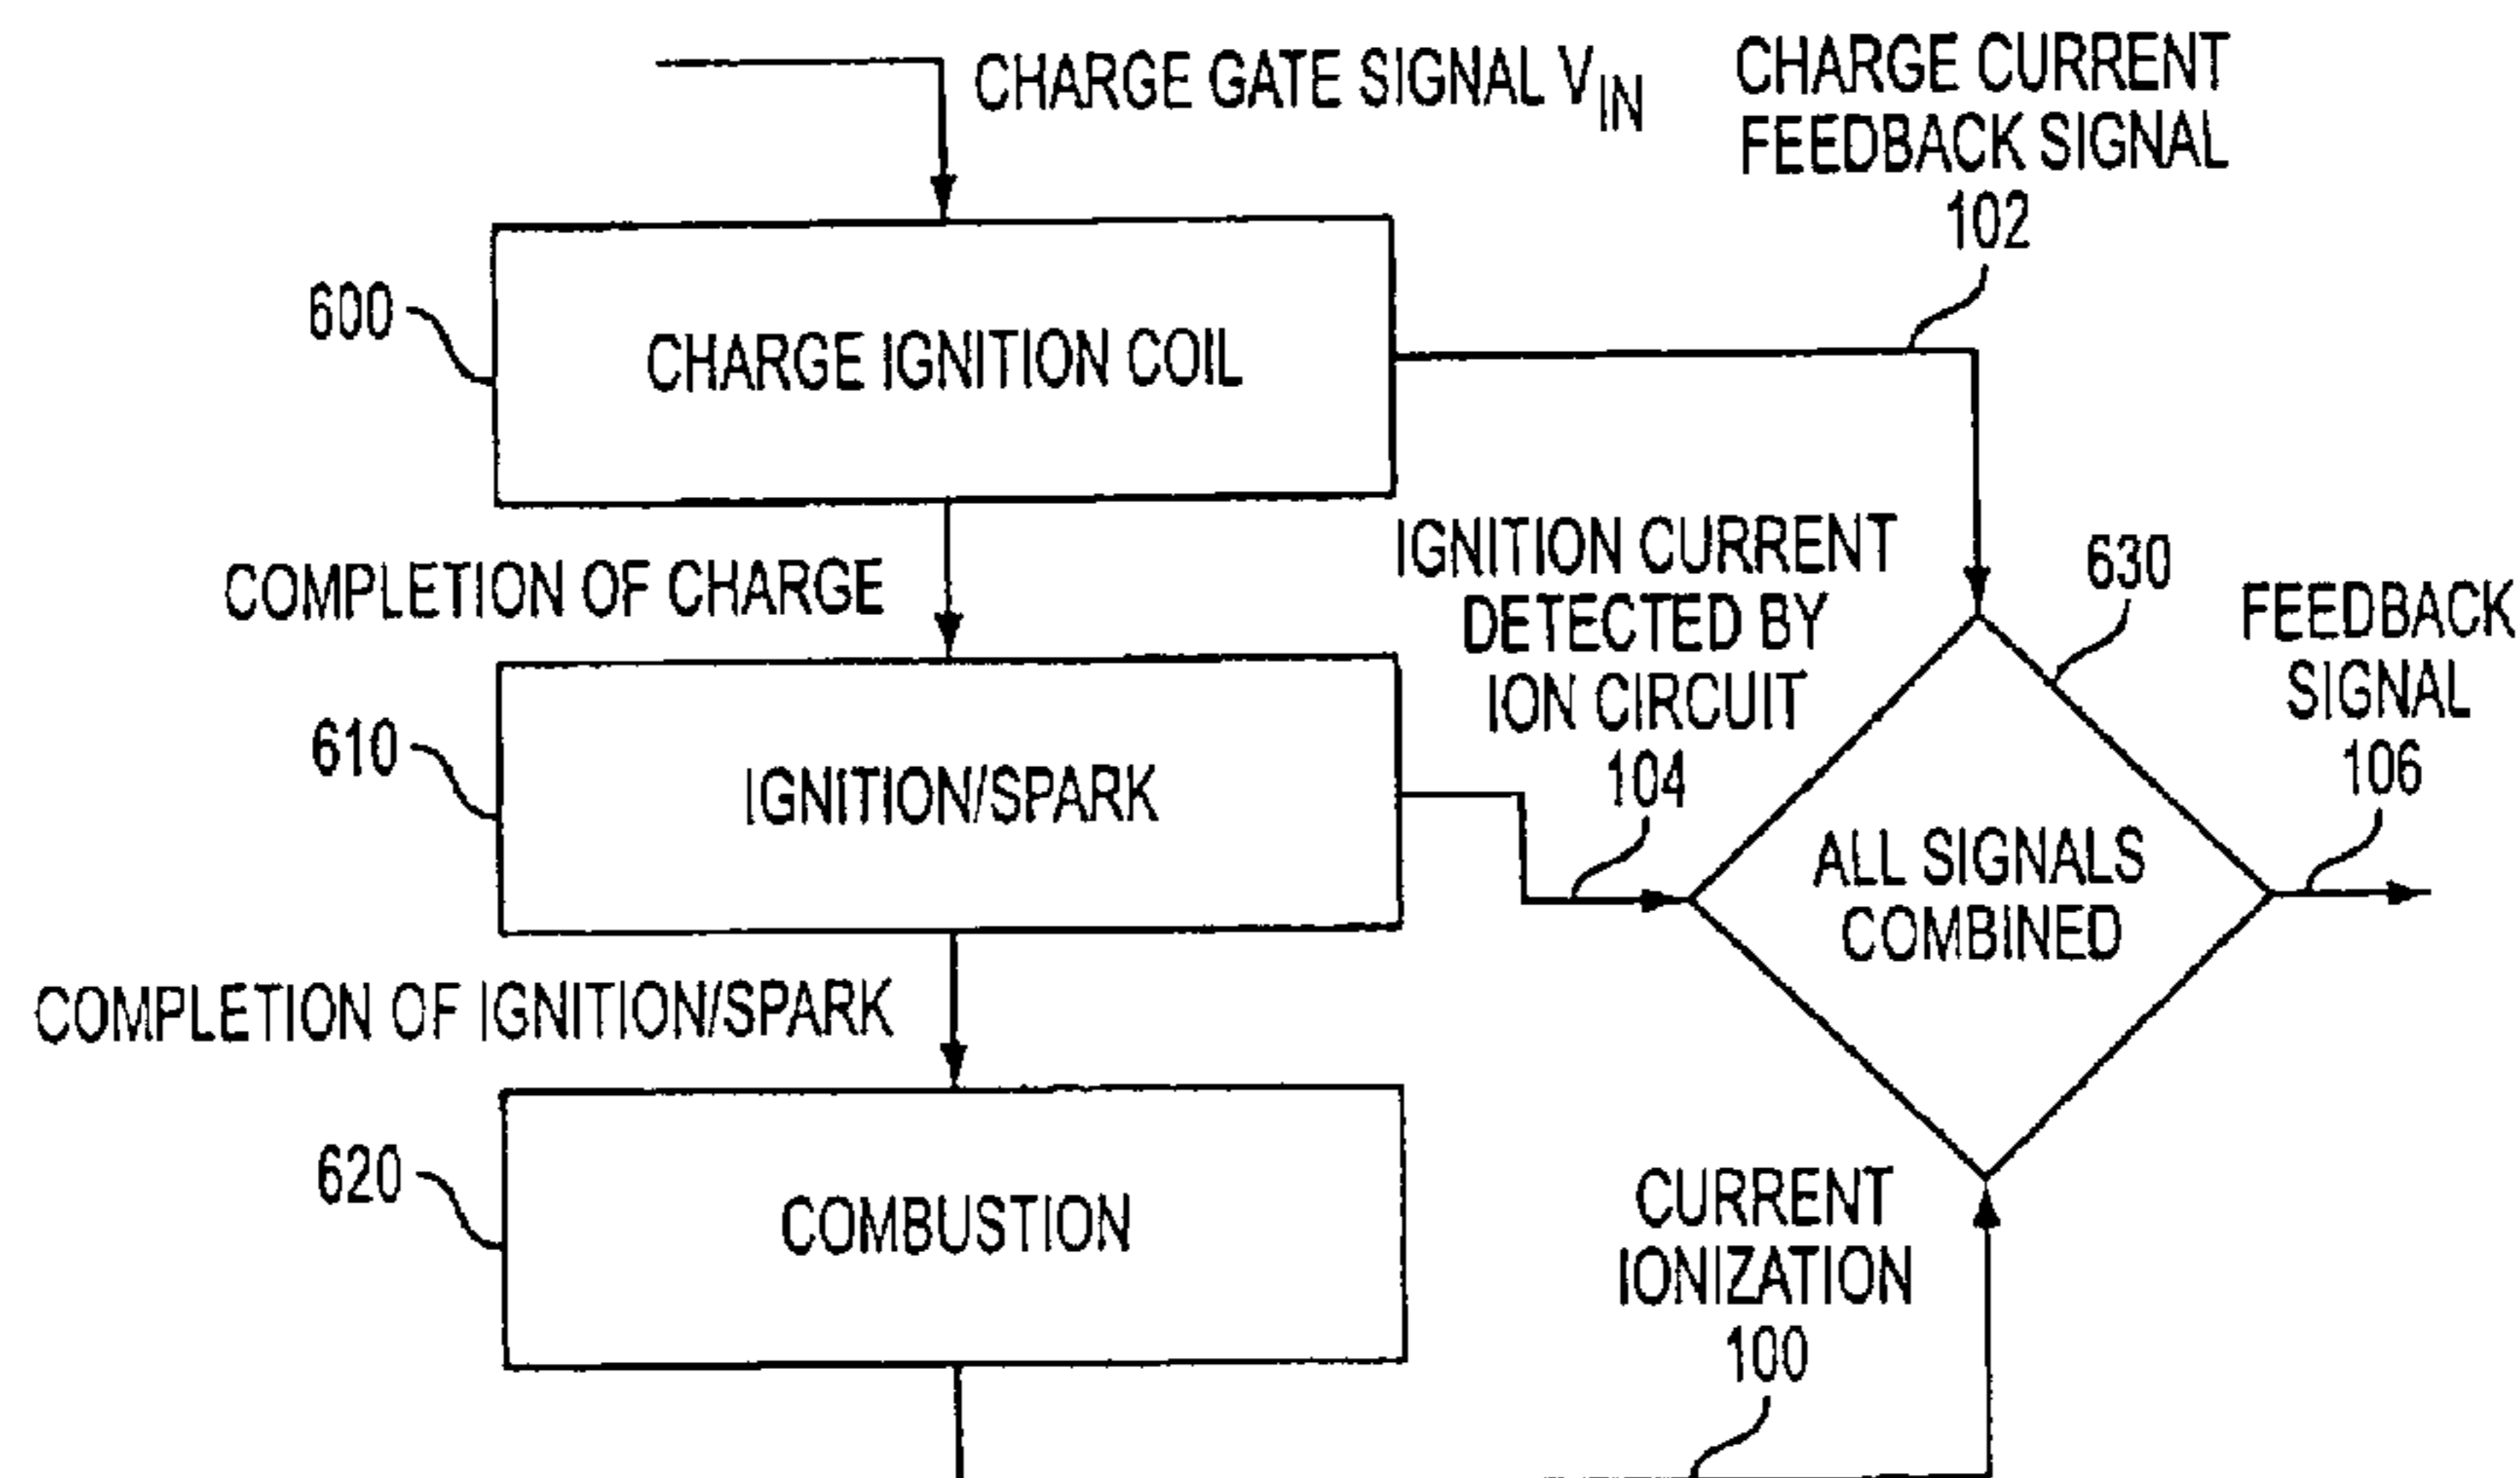 CHARGE GATE SIGNAL VIN
CHARGE CURRENT
FEEDBACK SIGNAL
102
600
CHARGE IGNITION COIL
COMPLETION OF CHARGE
IGNITION CURRENT
DETECTED BY
ION CIRCUIT
104
630
FEEDBACK
SIGNAL
106
610
IGNITION/SPARK
ALL SIGNALS
COMBINED
COMPLETION OF IGNITION/SPARK
620
COMBUSTION
CURRENT
IONIZATION
100